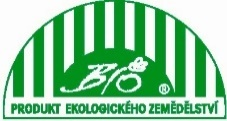 BIO ®
PRODUKT EKOLOGICKÉHO ZEMĚDĚLSTVÍ